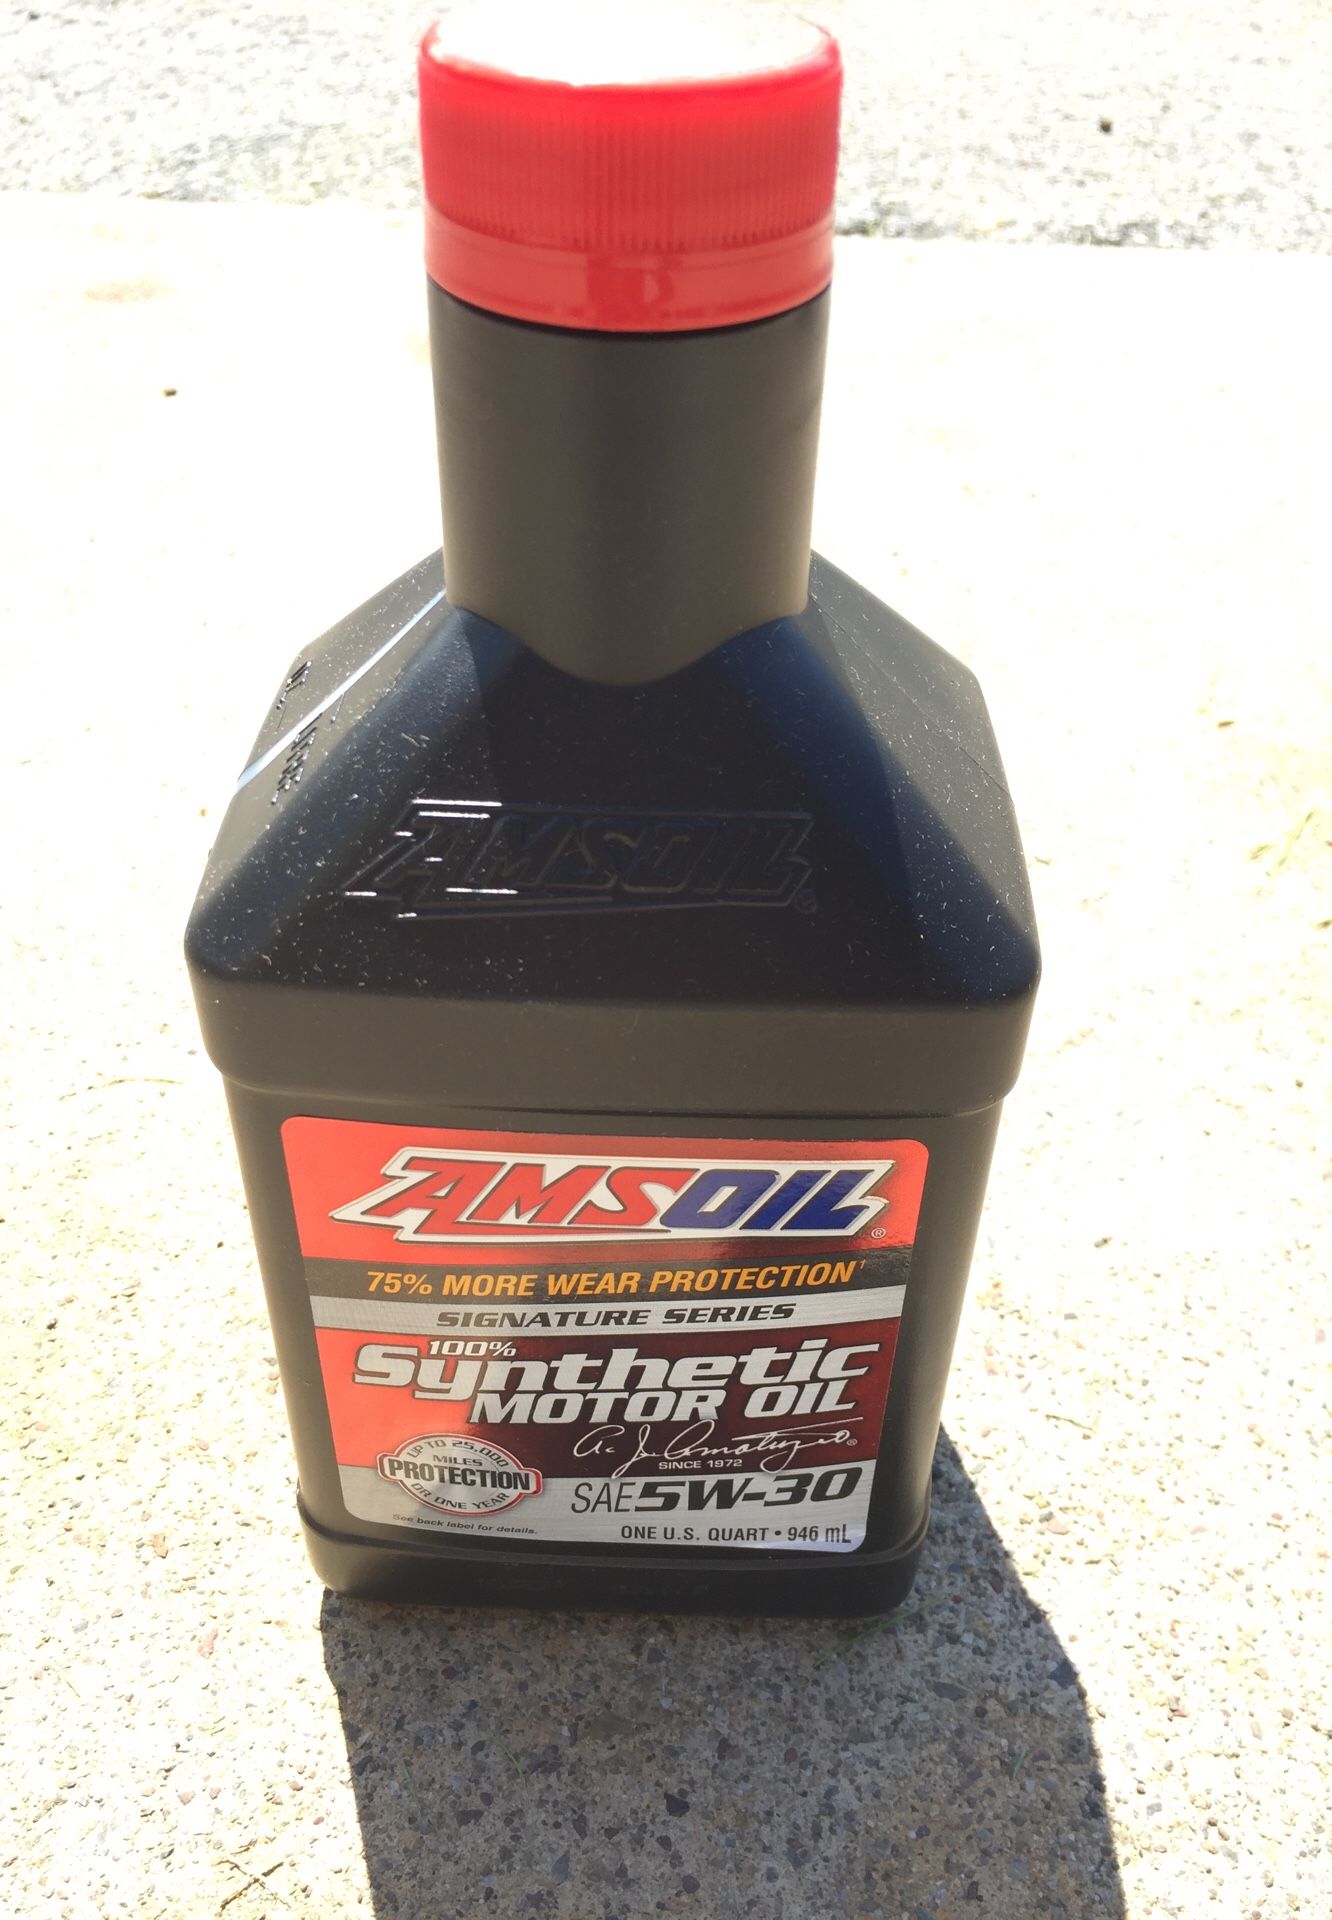 AMSOIL®
AMSOIL®
75% MORE WEAR PROTECTION¹
SIGNATURE SERIES
100%
Synthetic
MOTOR OIL
A. J. Amatuzio®
SINCE 1972
UP TO 25,000
MILES
PROTECTION
OR ONE YEAR
SAE 5W-30
See back label for details.
ONE U.S. QUART • 946 mL